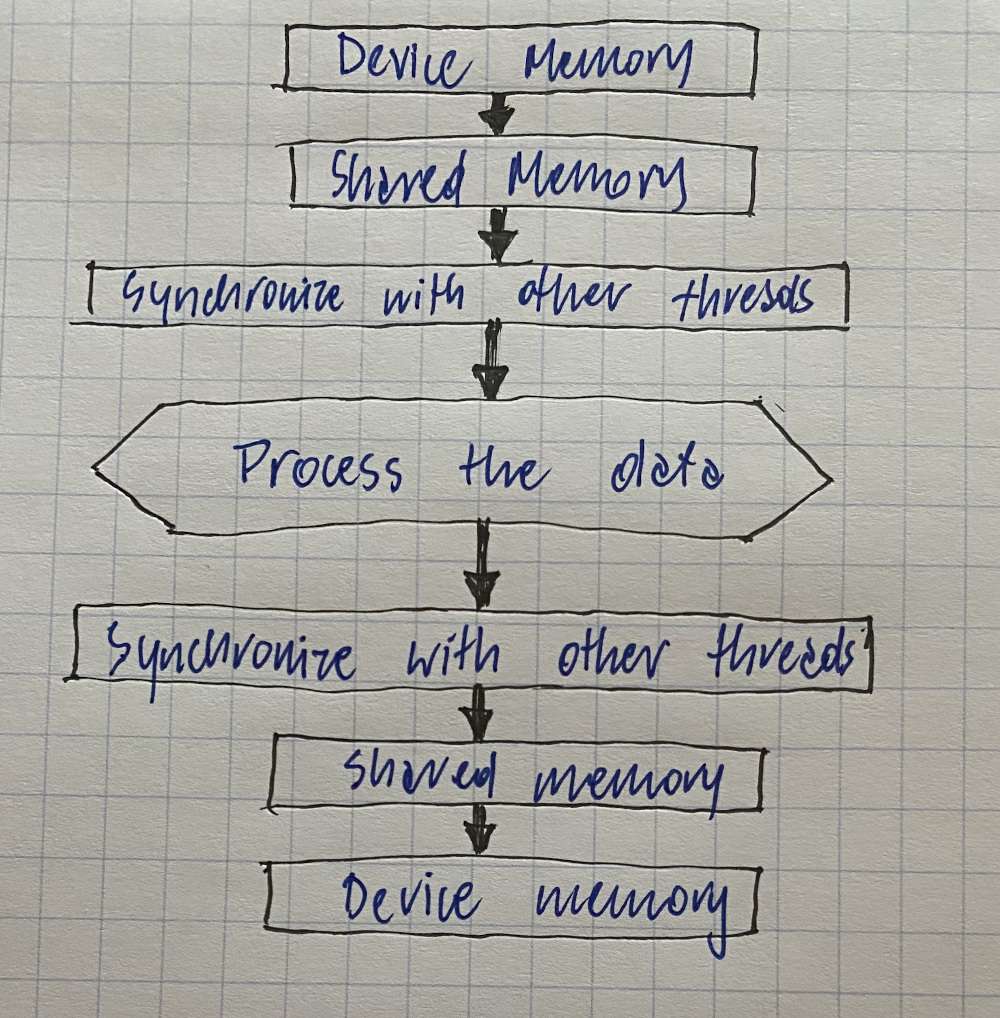 Device Memory
Shared Memory
Synchronize with other threads
Process the data
Synchronize with other threads
Shared memory
Device memory